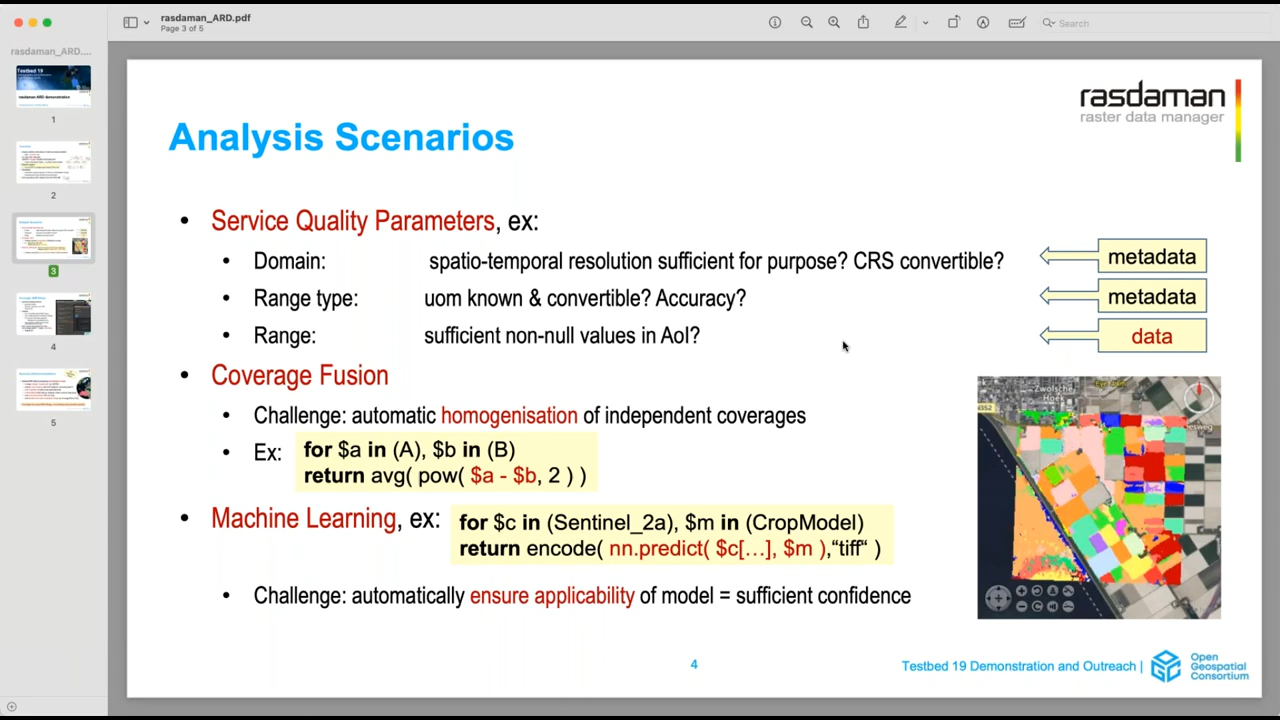 rasdaman_ARD.pdf
Page 3 of 5
Search
rasdaman_ARD....
1
2
3
4
5
rasdaman
raster data manager
Analysis Scenarios
• Service Quality Parameters, ex:
• Domain: spatio-temporal resolution sufficient for purpose? CRS convertible?
metadata
• Range type: uom known & convertible? Accuracy?
metadata
• Range: sufficient non-null values in AoI?
data
• Coverage Fusion
• Challenge: automatic homogenisation of independent coverages
• Ex: for $a in (A), $b in (B)
return avg( pow( $a - $b, 2 ) )
• Machine Learning, ex: for $c in (Sentinel_2a), $m in (CropModel)
return encode( nn.predict( $c[…], $m ),“tiff“ )
• Challenge: automatically ensure applicability of model = sufficient confidence
Zwolsche
Hoek
N352
4
Testbed 19 Demonstration and Outreach |
Open
Geospatial
Consortium